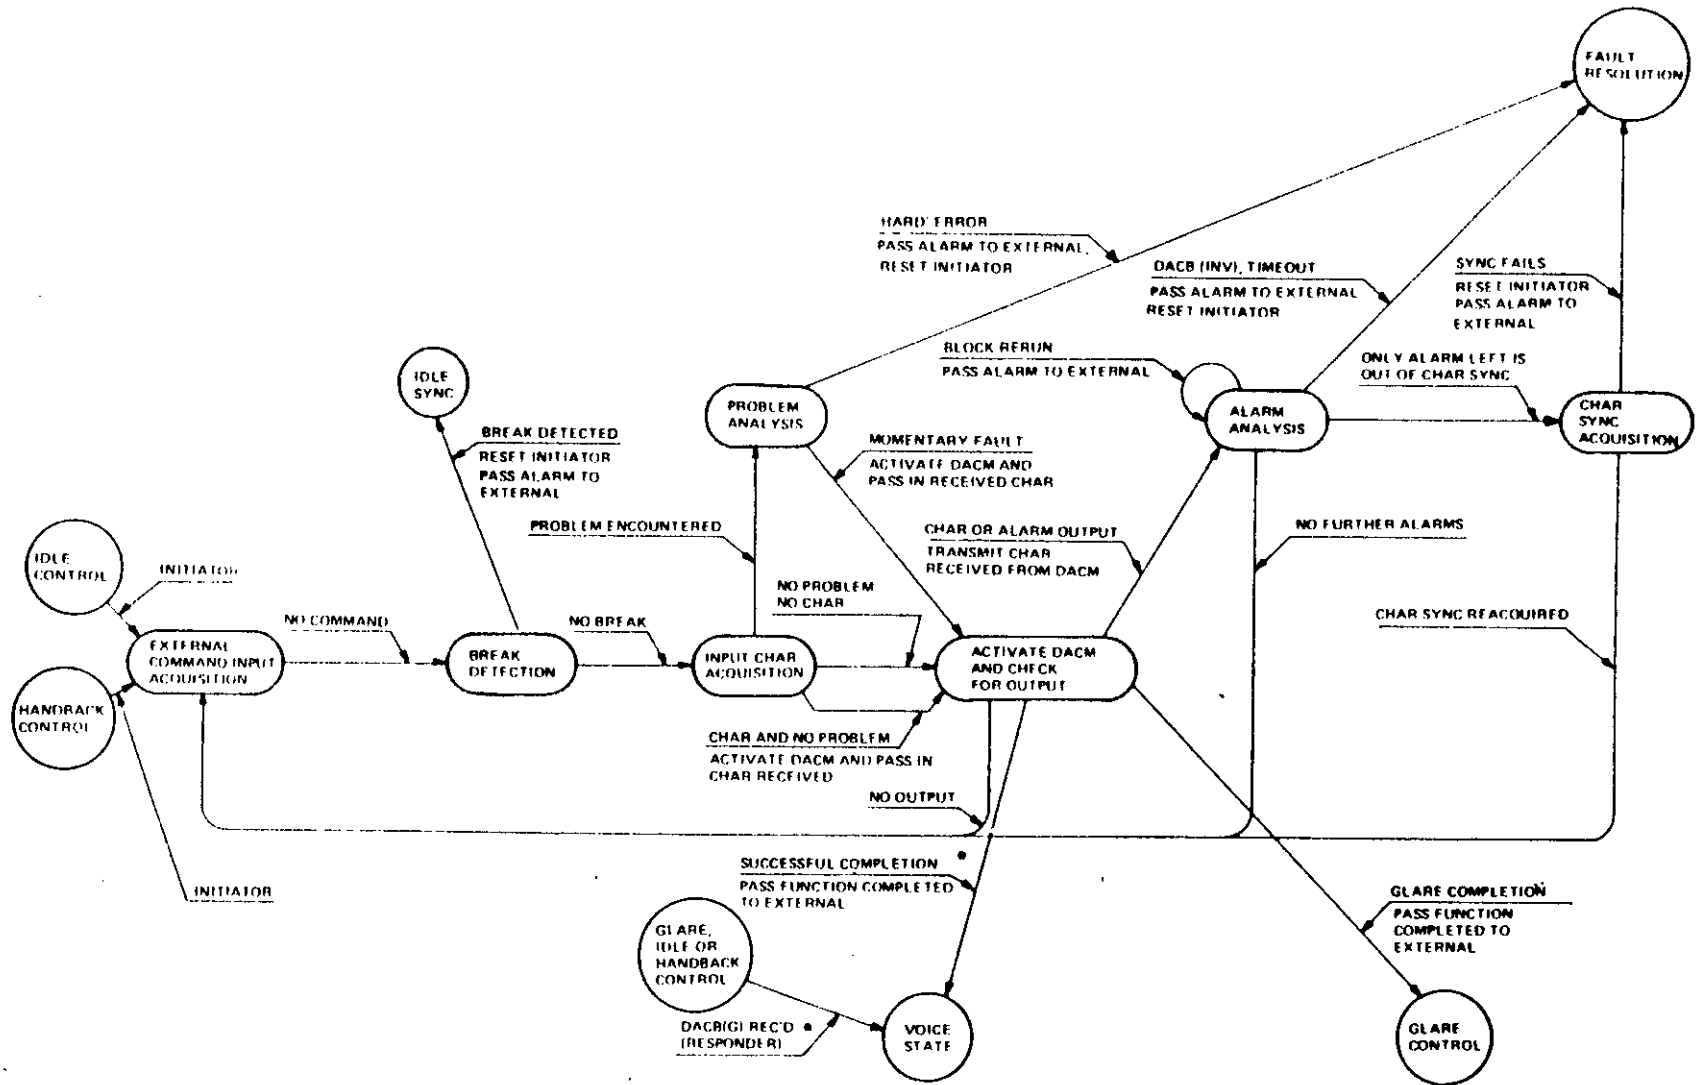 FAULT
RESOLUTION
HARD ERROR
PASS ALARM TO EXTERNAL,
RESET INITIATOR
DACB (INV), TIMEOUT
PASS ALARM TO EXTERNAL
RESET INITIATOR
SYNC FAILS
RESET INITIATOR
PASS ALARM TO
EXTERNAL
BLOCK RERUN
PASS ALARM TO EXTERNAL
ONLY ALARM LEFT IS
OUT OF CHAR SYNC
IDLE
SYNC
PROBLEM
ANALYSIS
ALARM
ANALYSIS
CHAR
SYNC
ACQUISITION
BREAK DETECTED
RESET INITIATOR
PASS ALARM TO
EXTERNAL
MOMENTARY FAULT
ACTIVATE DACM AND
PASS IN RECEIVED CHAR
PROBLEM ENCOUNTERED
CHAR OR ALARM OUTPUT
TRANSMIT CHAR
RECEIVED FROM DACM
NO FURTHER ALARMS
IDLE
CONTROL
INITIATOR
NO PROBLEM
NO CHAR
NO COMMAND
NO BREAK
CHAR SYNC REACQUIRED
EXTERNAL
COMMAND INPUT
ACQUISITION
BREAK
DETECTION
INPUT CHAR
ACQUISITION
ACTIVATE DACM
AND CHECK
FOR OUTPUT
HANDBACK
CONTROL
CHAR AND NO PROBLEM
ACTIVATE DACM AND PASS IN
CHAR RECEIVED
NO OUTPUT
SUCCESSFUL COMPLETION
PASS FUNCTION COMPLETED
TO EXTERNAL
INITIATOR
GLARE COMPLETION
PASS FUNCTION
COMPLETED TO
EXTERNAL
GLARE,
IDLE OR
HANDBACK
CONTROL
DACB(G) REC'D
(RESPONDER)
VOICE
STATE
GLARE
CONTROL